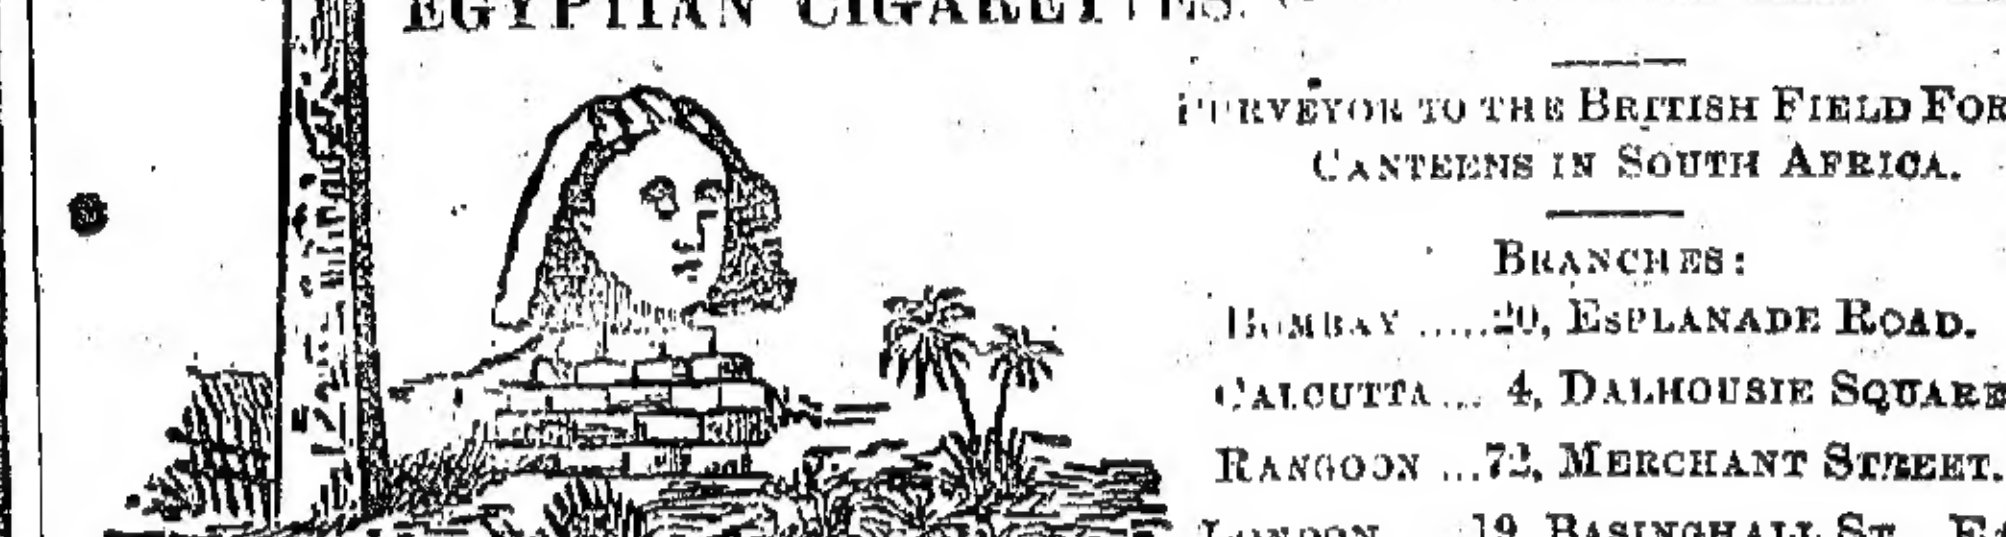 EGYPTIAN CIGARETTES.
PURVEYOR TO THE BRITISH FIELD FOR
CANTEENS IN SOUTH AFRICA.
BRANCHES:
BOMBAY .....20, ESPLANADE ROAD.
CALCUTTA ... 4, DALHOUSIE SQUARE
RANGOON ...72, MERCHANT STREET.
LONDON 19, BASINGHALL ST.